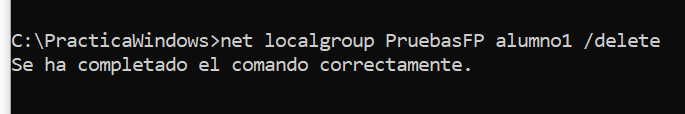 C:\PracticaWindows>net localgroup PruebasFP alumno1 /delete
Se ha completado el comando correctamente.